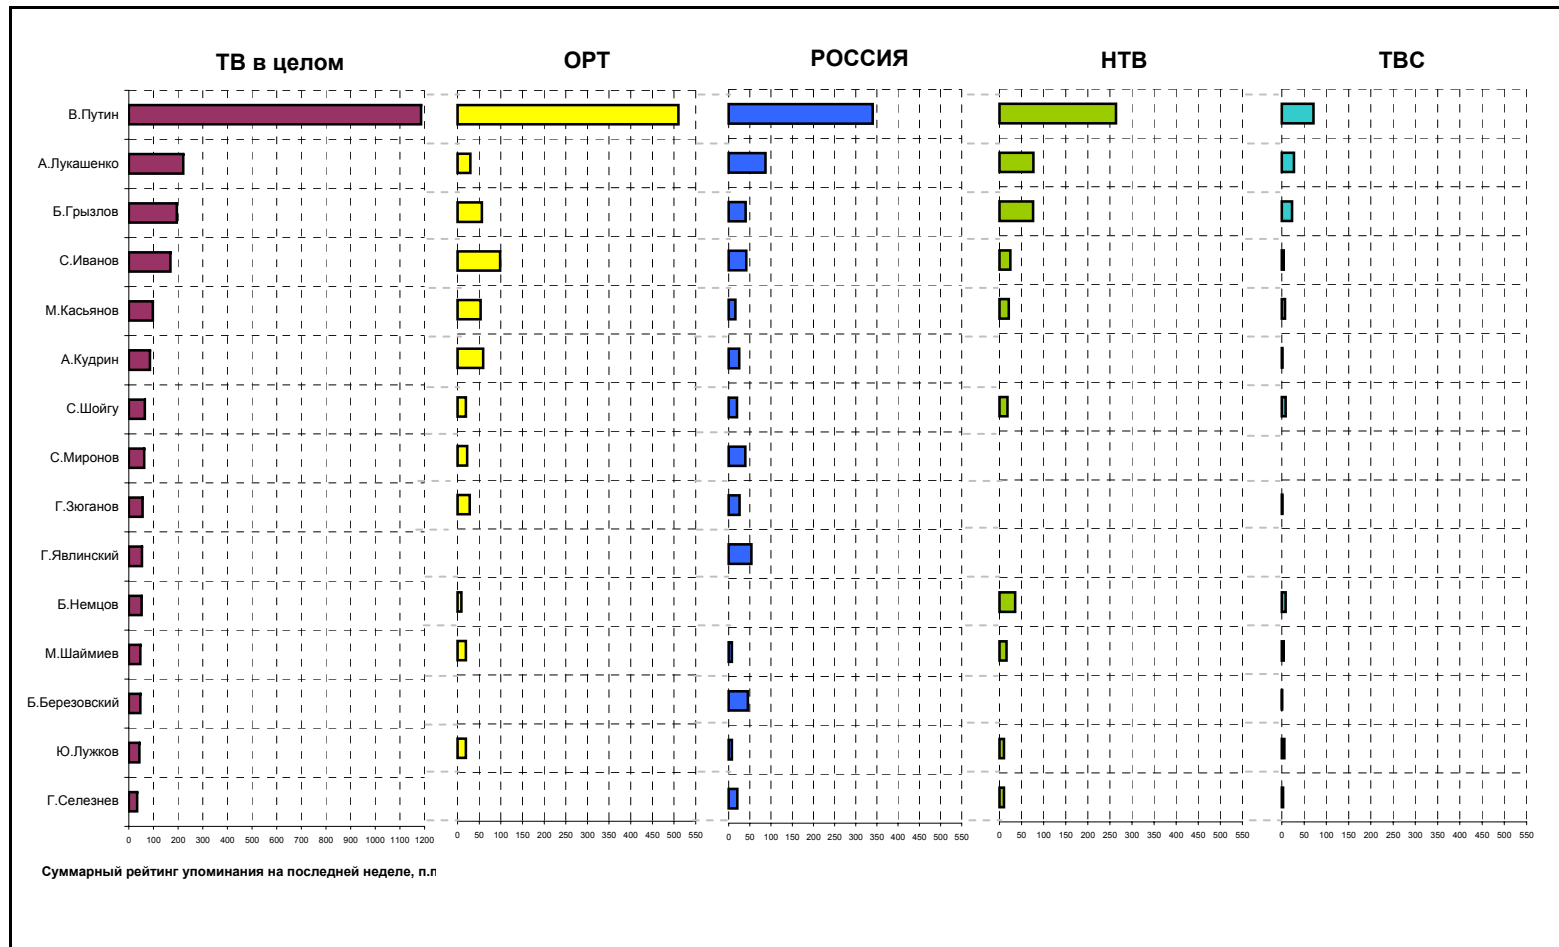 ТВ в целом ОРТ РОССИЯ НТВ ТВС
В.Путин
А.Лукашенко
Б.Грызлов
С.Иванов
М.Касьянов
А.Кудрин
С.Шойгу
С.Миронов
Г.Зюганов
Г.Явлинский
Б.Немцов
М.Шаймиев
Б.Березовский
Ю.Лужков
Г.Селезнев
0 100 200 300 400 500 600 700 800 900 1000 1100 1200 0 50 100 150 200 250 300 350 400 450 500 550 0 50 100 150 200 250 300 350 400 450 500 550 0 50 100 150 200 250 300 350 400 450 500 550 0 50 100 150 200 250 300 350 400 450 500 550
Суммарный рейтинг упоминания на последней неделе, п.п